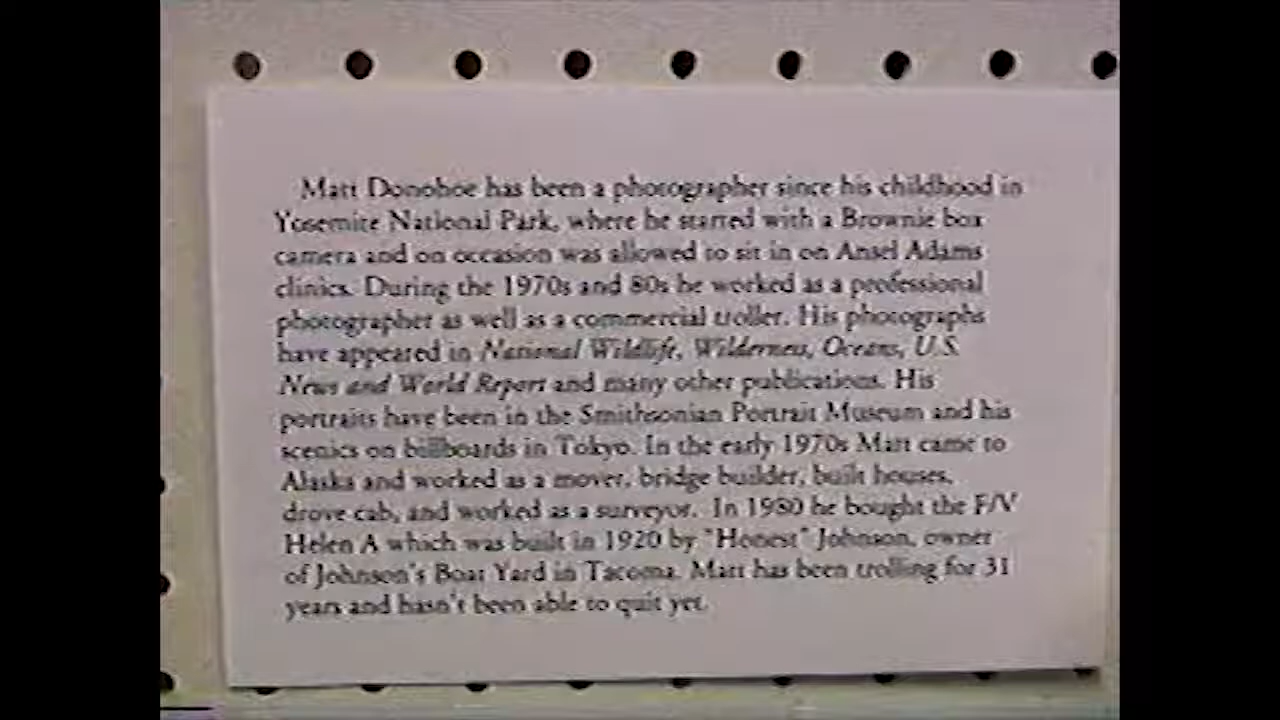 Matt Donohoe has been a photographer since his childhood in
Yosemite National Park, where he started with a Brownie box
camera and on occasion was allowed to sit in on Ansel Adams
clinics. During the 1970s and 80s he worked as a professional
photographer as well as a commercial troller. His photographs
have appeared in National Wildlife, Wilderness, Oceans, U.S.
News and World Report and many other publications. His
portraits have been in the Smithsonian Portrait Museum and his
scenics on billboards in Tokyo. In the early 1970s Matt came to
Alaska and worked as a mover, bridge builder, built houses,
drove cab, and worked as a surveyor. In 1980 he bought the F/V
Helen A which was built in 1920 by "Honest" Johnson, owner
of Johnson's Boat Yard in Tacoma. Matt has been trolling for 31
years and hasn't been able to quit yet.